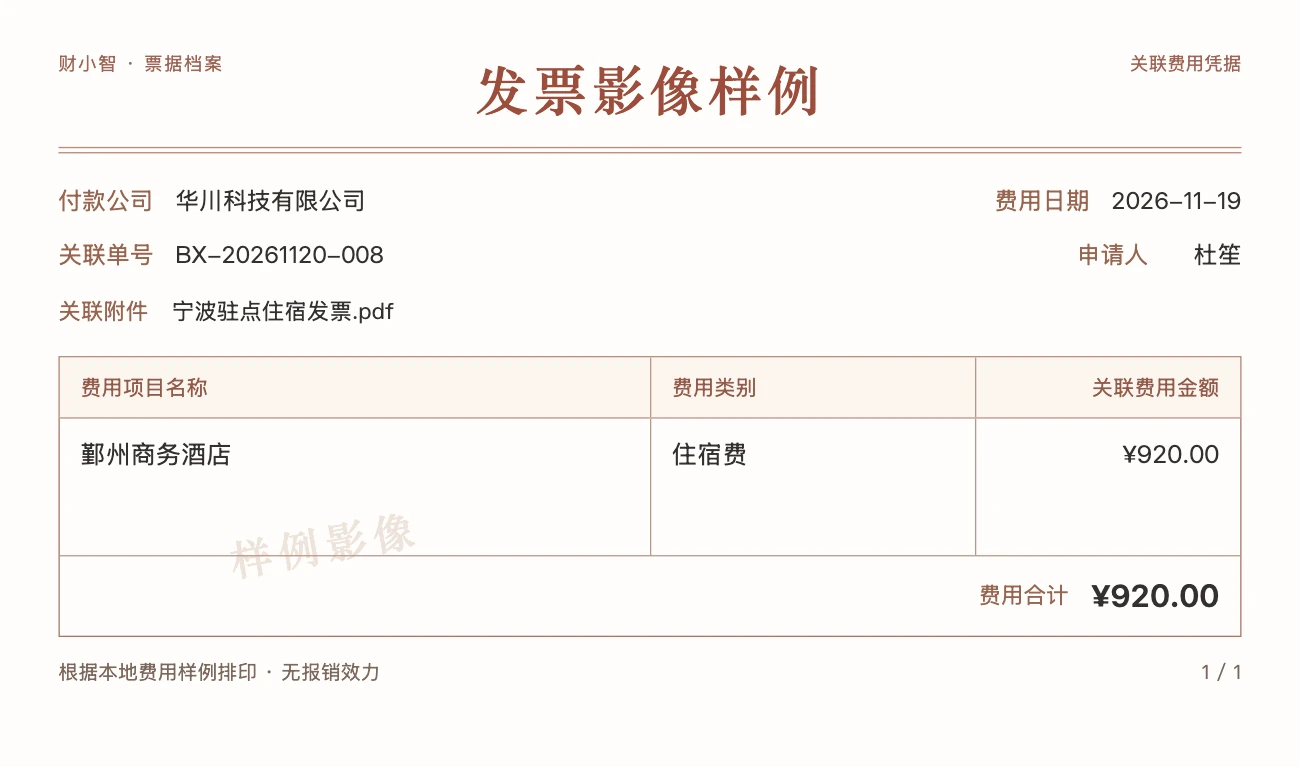 财小智 · 票据档案
发票影像样例
关联费用凭据
付款公司 华川科技有限公司
费用日期 2026–11–19
关联单号 BX–20261120–008
申请人 杜笙
关联附件 宁波驻点住宿发票.pdf
费用项目名称 费用类别 关联费用金额
鄞州商务酒店 住宿费 ¥920.00
样例影像
费用合计 ¥920.00
根据本地费用样例排印 · 无报销效力
1 / 1